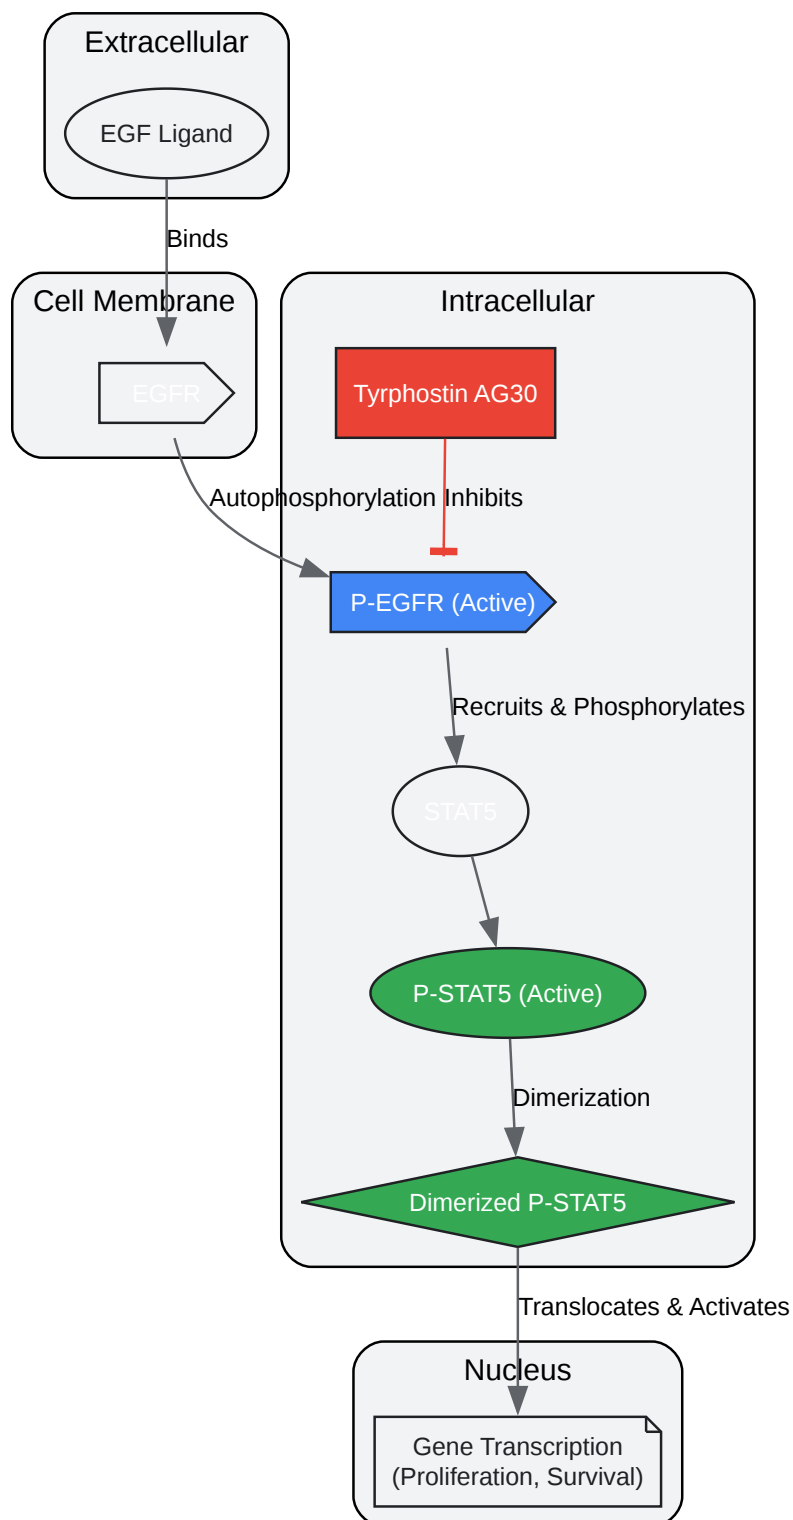 Extracellular
EGF Ligand
Binds
Cell Membrane
EGFR
Intracellular
Tyrphostin AG30
Autophosphorylation
Inhibits
P-EGFR (Active)
Recruits & Phosphorylates
STAT5
P-STAT5 (Active)
Dimerization
Dimerized P-STAT5
Translocates & Activates
Nucleus
Gene Transcription
(Proliferation, Survival)